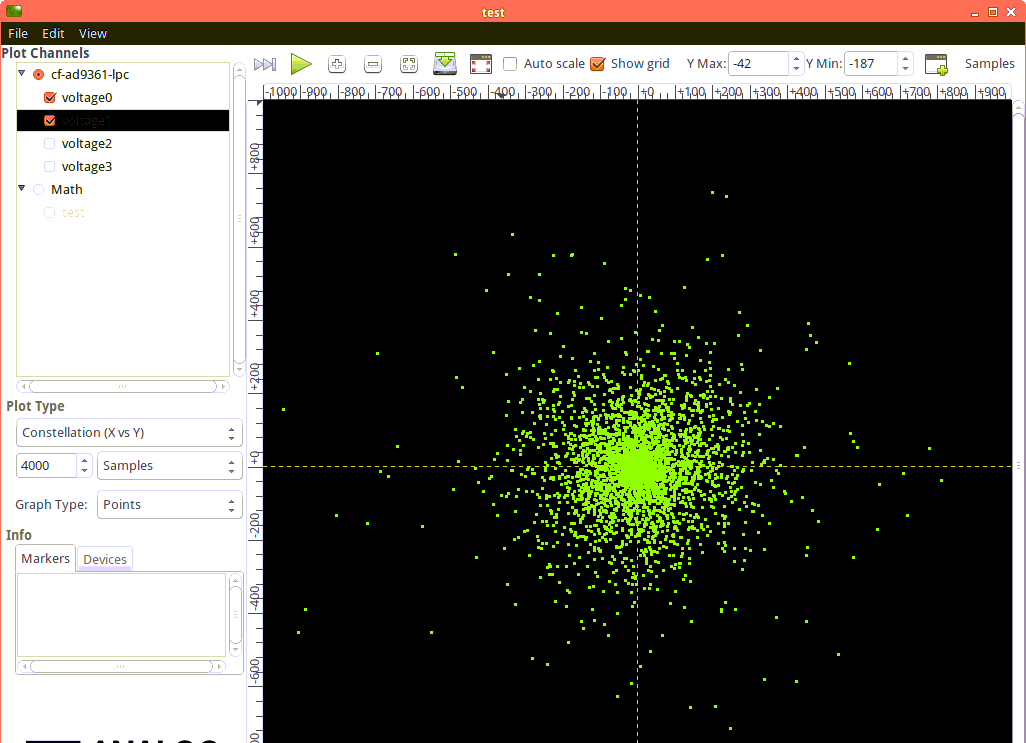 test
File Edit View
Plot Channels
cf-ad9361-lpc
voltage0
voltage1
voltage2
voltage3
Math
test
Auto scale Show grid Y Max: -42 Y Min: -187 Samples
-1000 -900 -800 -700 -600 -500 -400 -300 -200 -100 +0 +100 +200 +300 +400 +500 +600 +700 +800 +900
+800
+600
+400
+200
+0
-200
-400
-600
Plot Type
Constellation (X vs Y)
4000 Samples
Graph Type: Points
Info
Markers Devices
ANALOG